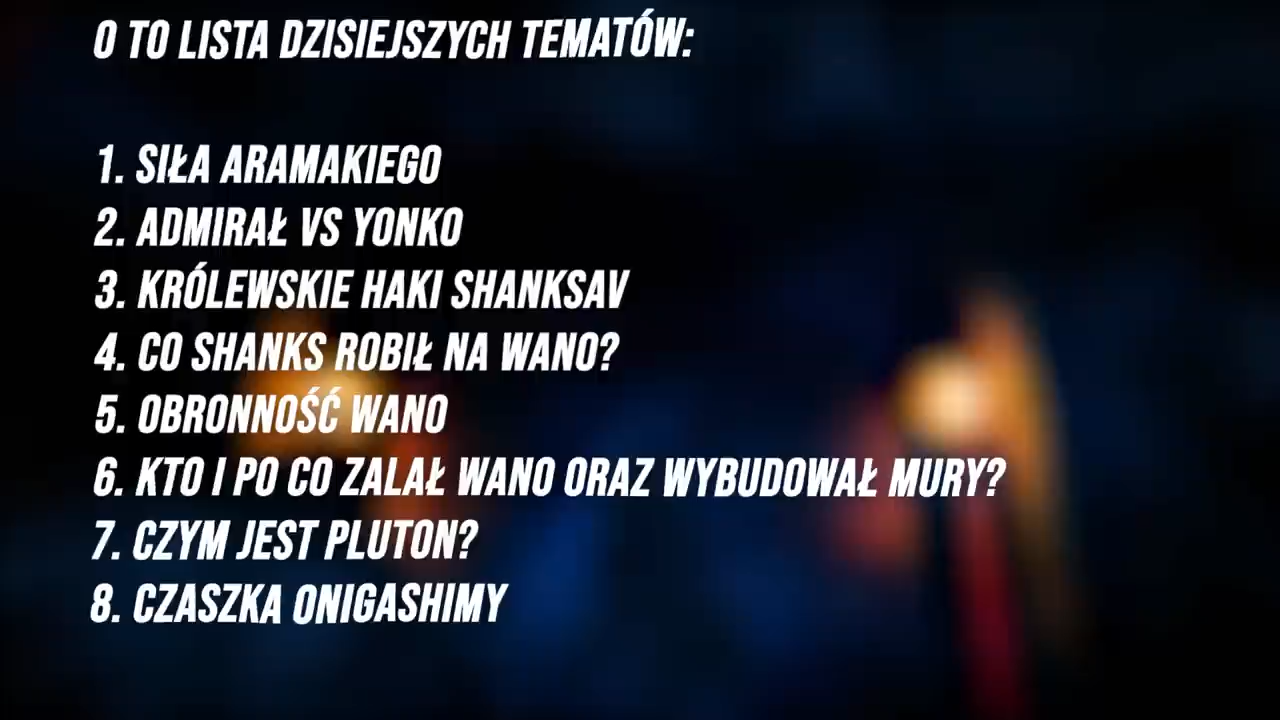 O TO LISTA DZISIEJSZYCH TEMATÓW:
1. SIŁA ARAMAKIEGO
2. ADMIRAŁ VS YONKO
3. KRÓLEWSKIE HAKI SHANKSAV
4. CO SHANKS ROBIŁ NA WANO?
5. OBRONNOŚĆ WANO
6. KTO I PO CO ZALAŁ WANO ORAZ WYBUDOWAŁ MURY?
7. CZYM JEST PLUTON?
8. CZASZKA ONIGASHIMY